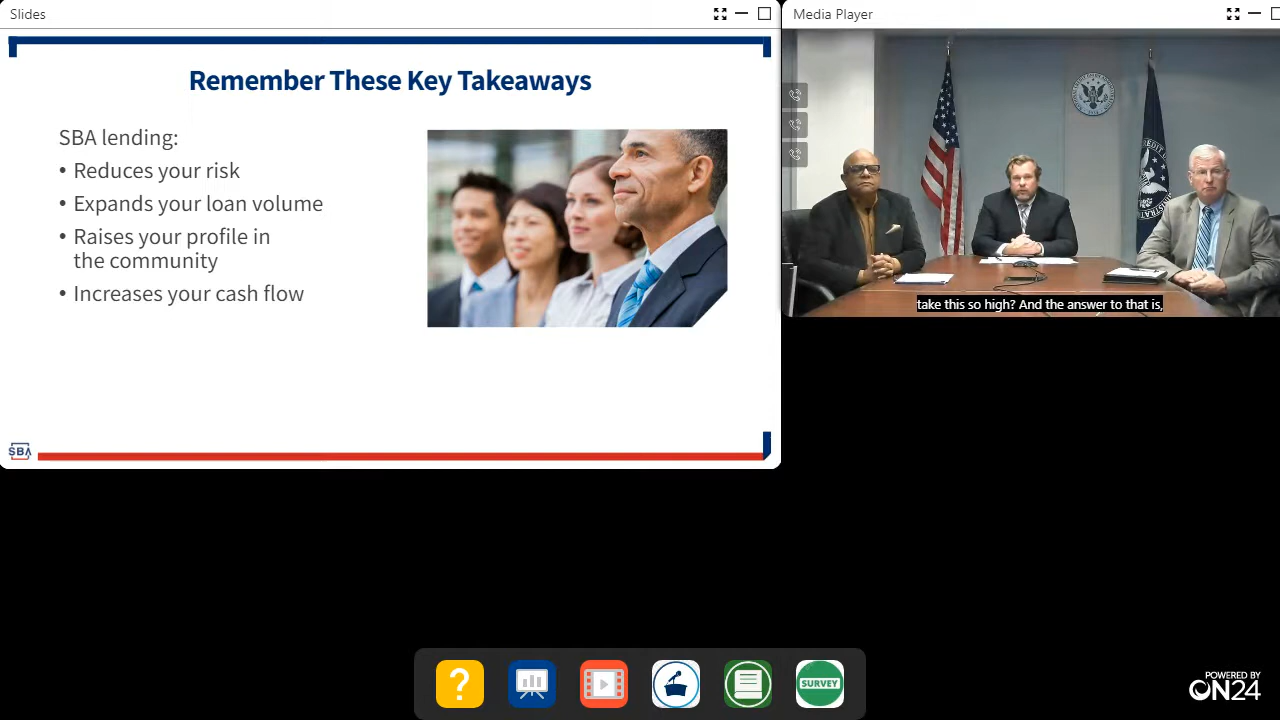 Slides
Remember These Key Takeaways
SBA lending:
• Reduces your risk
• Expands your loan volume
• Raises your profile in
the community
• Increases your cash flow
SBA
Media Player
take this so high? And the answer to that is,
?
SURVEY
POWERED BY
ON24